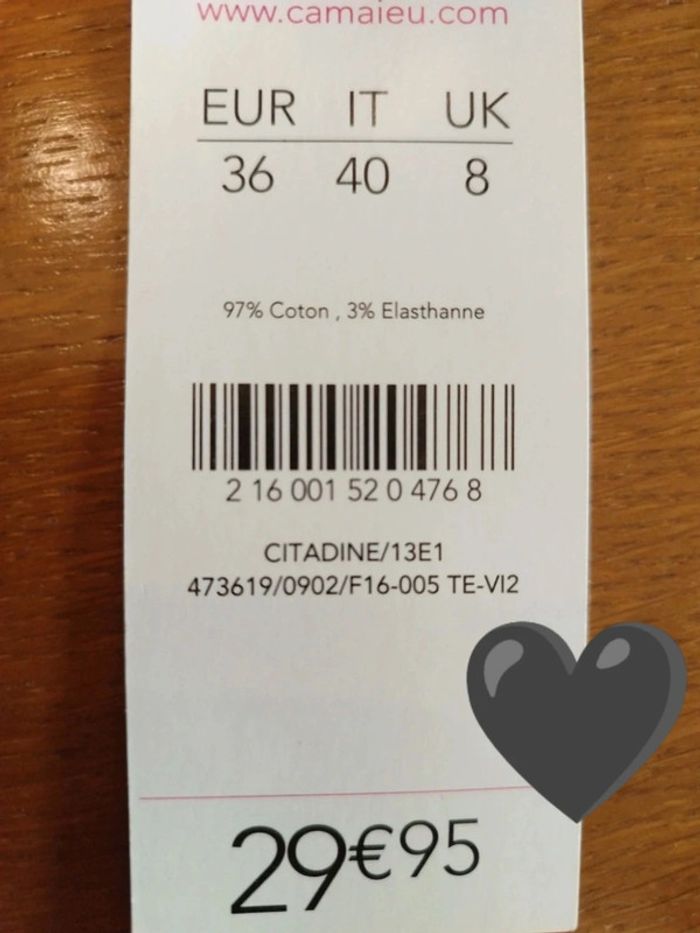 www.camaieu.com
EUR IT UK
36 40 8
97% Coton , 3% Elasthanne
2 16 001 52 0 476 8
CITADINE/13E1
473619/0902/F16-005 TE-VI2
29€95